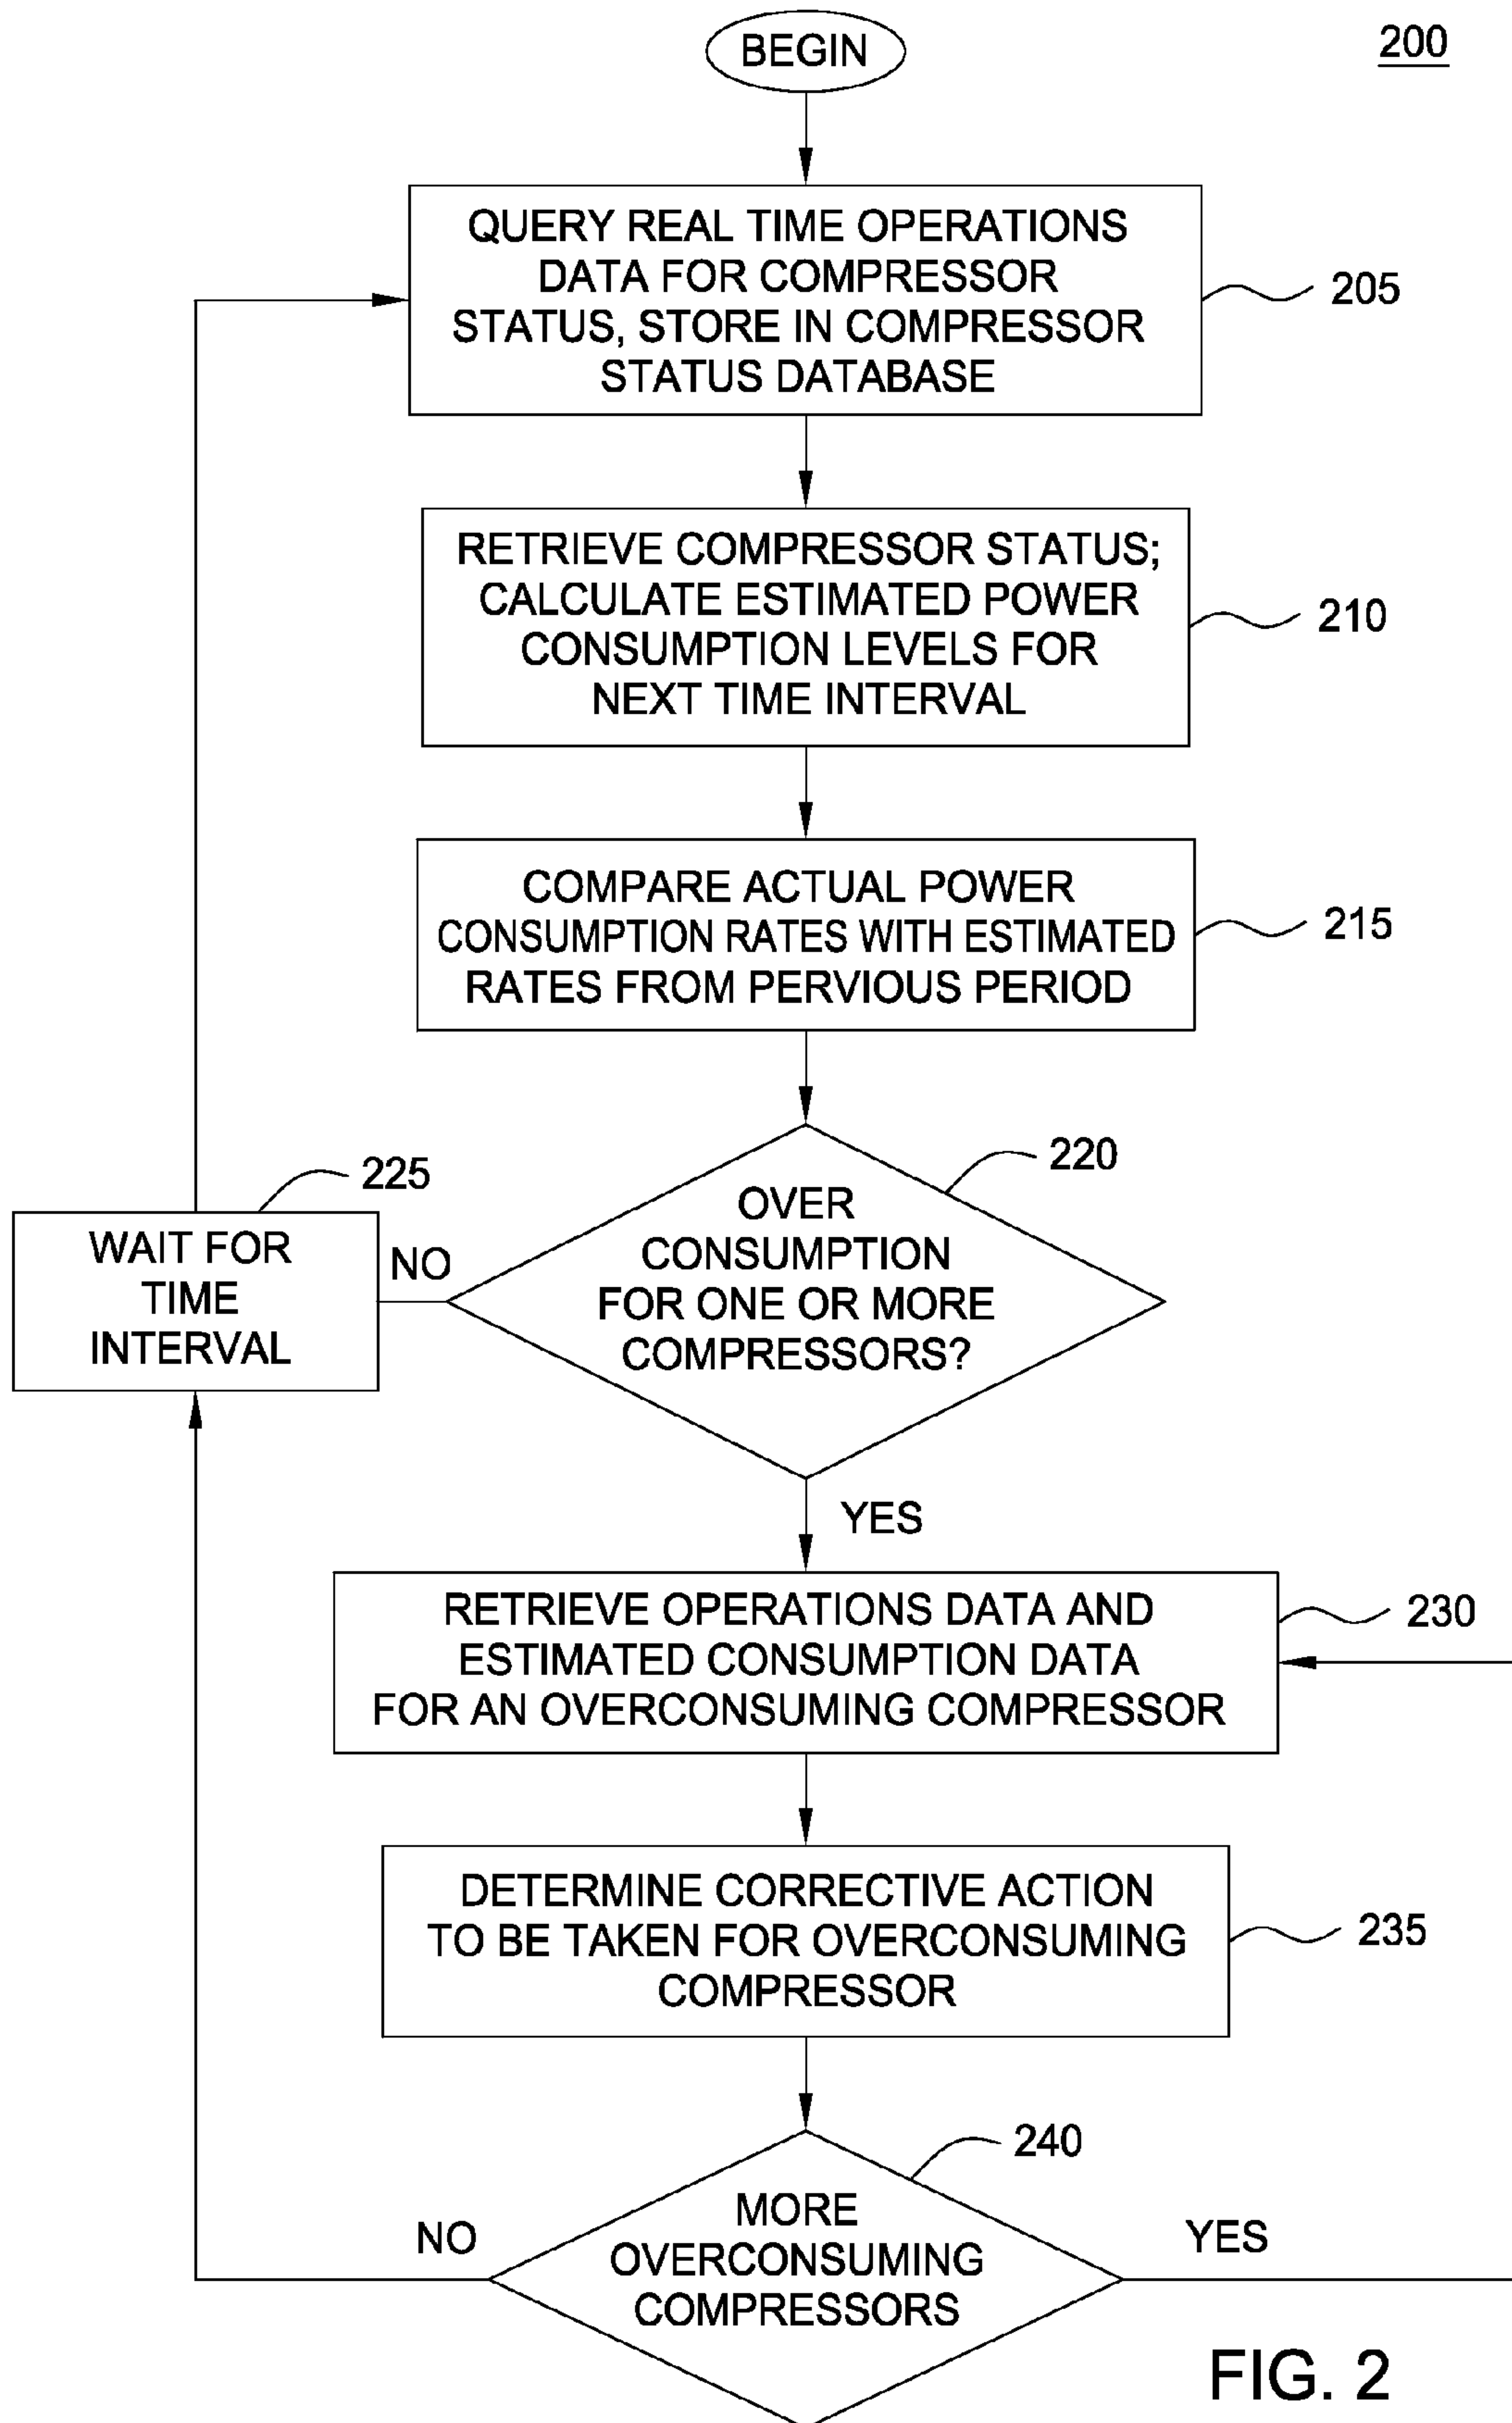 BEGIN
200
QUERY REAL TIME OPERATIONS
DATA FOR COMPRESSOR
STATUS, STORE IN COMPRESSOR
STATUS DATABASE
205
RETRIEVE COMPRESSOR STATUS;
CALCULATE ESTIMATED POWER
CONSUMPTION LEVELS FOR
NEXT TIME INTERVAL
210
COMPARE ACTUAL POWER
CONSUMPTION RATES WITH ESTIMATED
RATES FROM PERVIOUS PERIOD
215
220
OVER
CONSUMPTION
FOR ONE OR MORE
COMPRESSORS?
225
WAIT FOR
TIME
INTERVAL
NO
YES
RETRIEVE OPERATIONS DATA AND
ESTIMATED CONSUMPTION DATA
FOR AN OVERCONSUMING COMPRESSOR
230
DETERMINE CORRECTIVE ACTION
TO BE TAKEN FOR OVERCONSUMING
COMPRESSOR
235
240
MORE
OVERCONSUMING
COMPRESSORS
NO
YES
FIG. 2